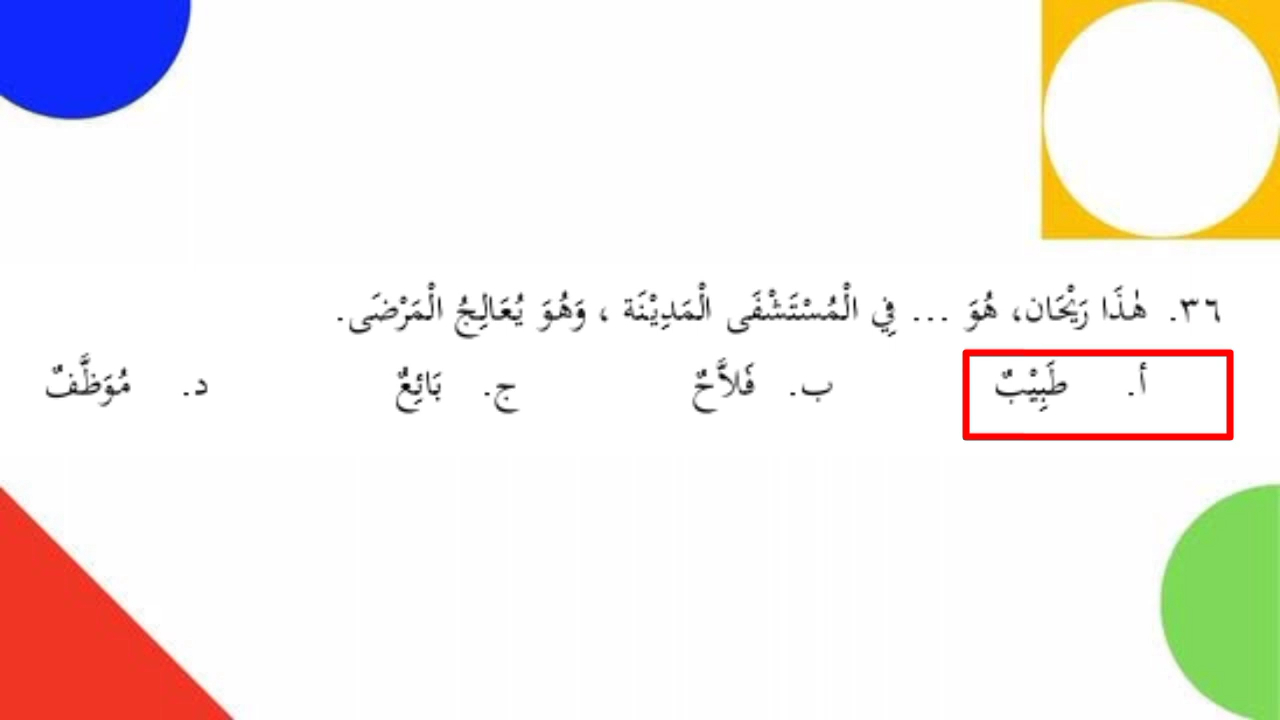 ٣٦. هٰذَا رَيْحَان، هُوَ ... فِي الْمُسْتَشْفَى الْمَدِيْنَة ، وَهُوَ يُعَالِجُ الْمَرْضَى.
أ. طَبِيْبٌ ب. فَلاَّحٌ ج. بَائِعٌ د. مُوَظَّفٌ